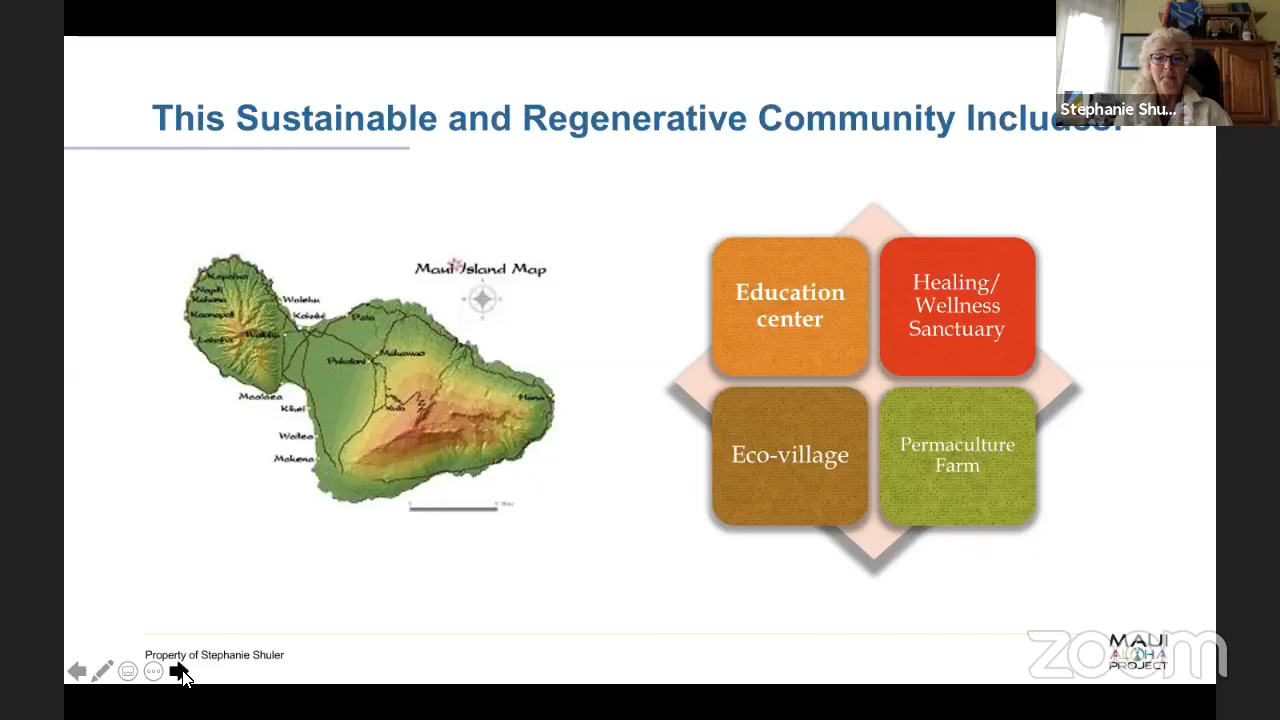 Stephanie Shu...
This Sustainable and Regenerative Community Includes:
Maui Island Map
Kapalua
Napili
Kahana
Kaanapali
Lahaina
Waiehu
Kahului
Wailuku
Paia
Pukalani
Makawao
Kula
Hana
Maalaea
Kihei
Wailea
Makena
Education
center
Healing/
Wellness
Sanctuary
Eco-village
Permaculture
Farm
Property of Stephanie Shuler
MAUI
ALOHA
PROJECT
zoom